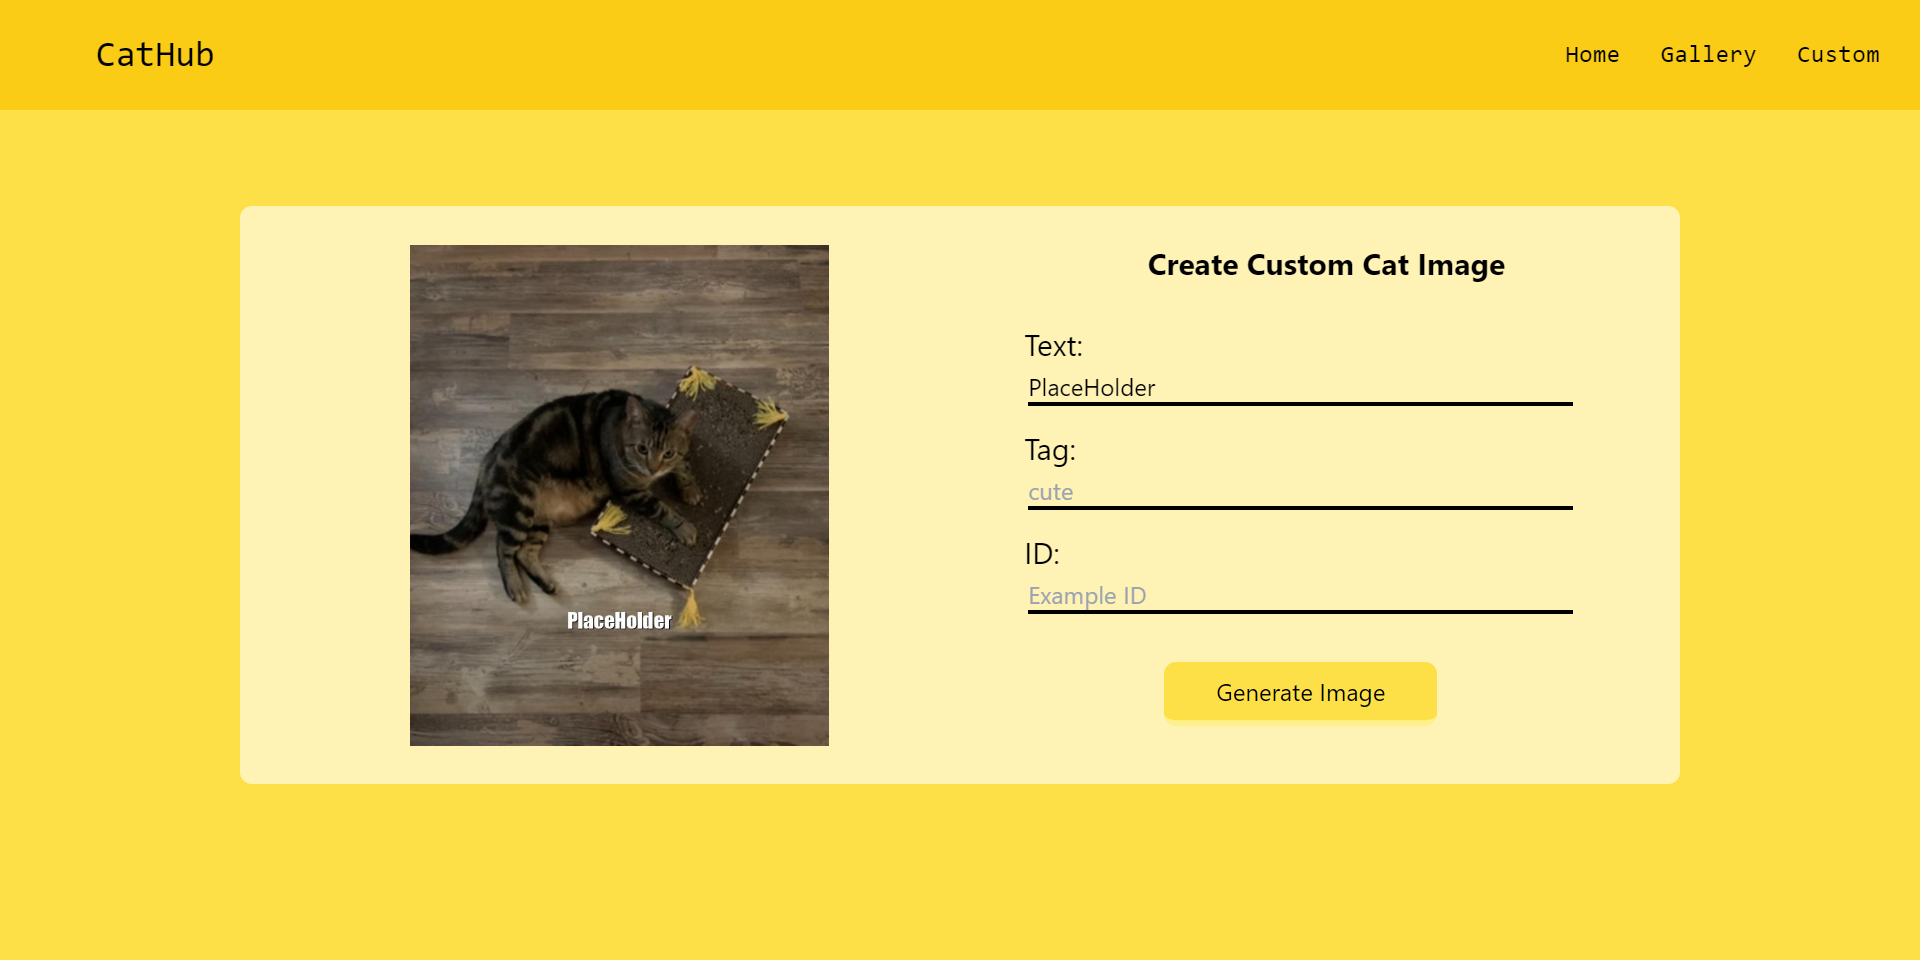 CatHub
Home Gallery Custom
Create Custom Cat Image
Text:
PlaceHolder
Tag:
cute
ID:
Example ID
Generate Image
PlaceHolder